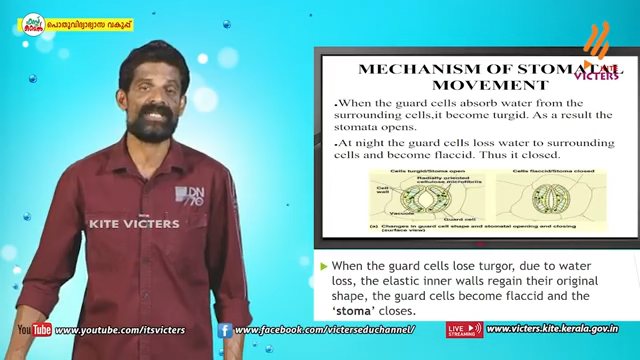 പൊതുവിദ്യാഭ്യാസ വകുപ്പ്
MECHANISM OF STOMATAL
MOVEMENT
VICTERS
.When the guard cells absorb water from the
surrounding cells,it become turgid. As a result the
stomata opens.
.At night the guard cells loss water to surrounding
cells and become flaccid. Thus it closed.
Cells turgid/Stoma open
Cells flaccid/Stoma closed
Radially oriented
cellulose microfibrils
Cell
wall
Vacuole
Guard cell
(a) Changes in guard cell shape and stomatal opening and closing
(surface view)
DN
KITE VICTERS
When the guard cells lose turgor, due to water
loss, the elastic inner walls regain their original
shape, the guard cells become flaccid and the
‘stoma’ closes.
You Tube www.youtube.com/itsvicters
www.facebook.com/victerseduchannel/
LIVE STREAMING www.victers.kite.kerala.gov.in